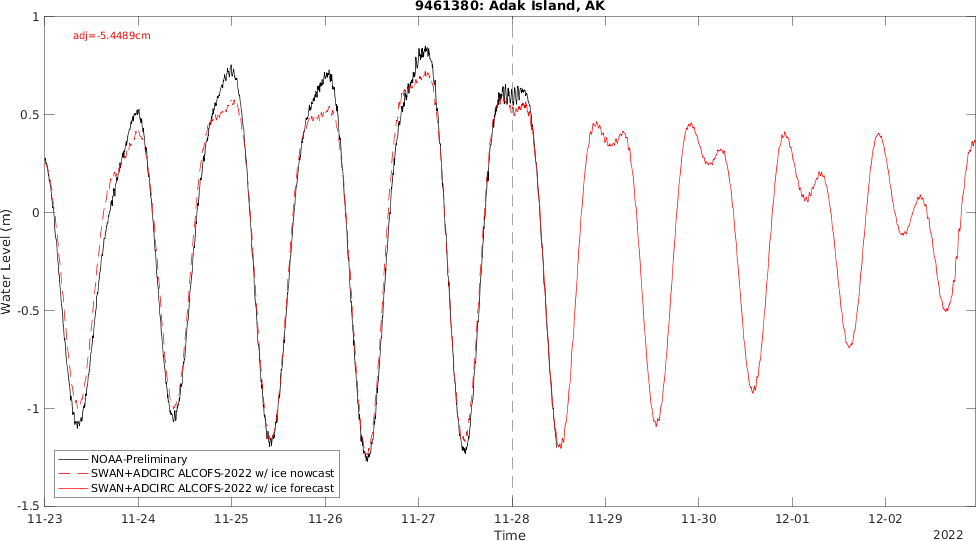 9461380: Adak Island, AK
adj=-5.4489cm
Water Level (m)
1
0.5
0
-0.5
-1
-1.5
NOAA-Preliminary
SWAN+ADCIRC ALCOFS-2022 w/ ice nowcast
SWAN+ADCIRC ALCOFS-2022 w/ ice forecast
11-23 11-24 11-25 11-26 11-27 11-28 11-29 11-30 12-01 12-02
Time
2022